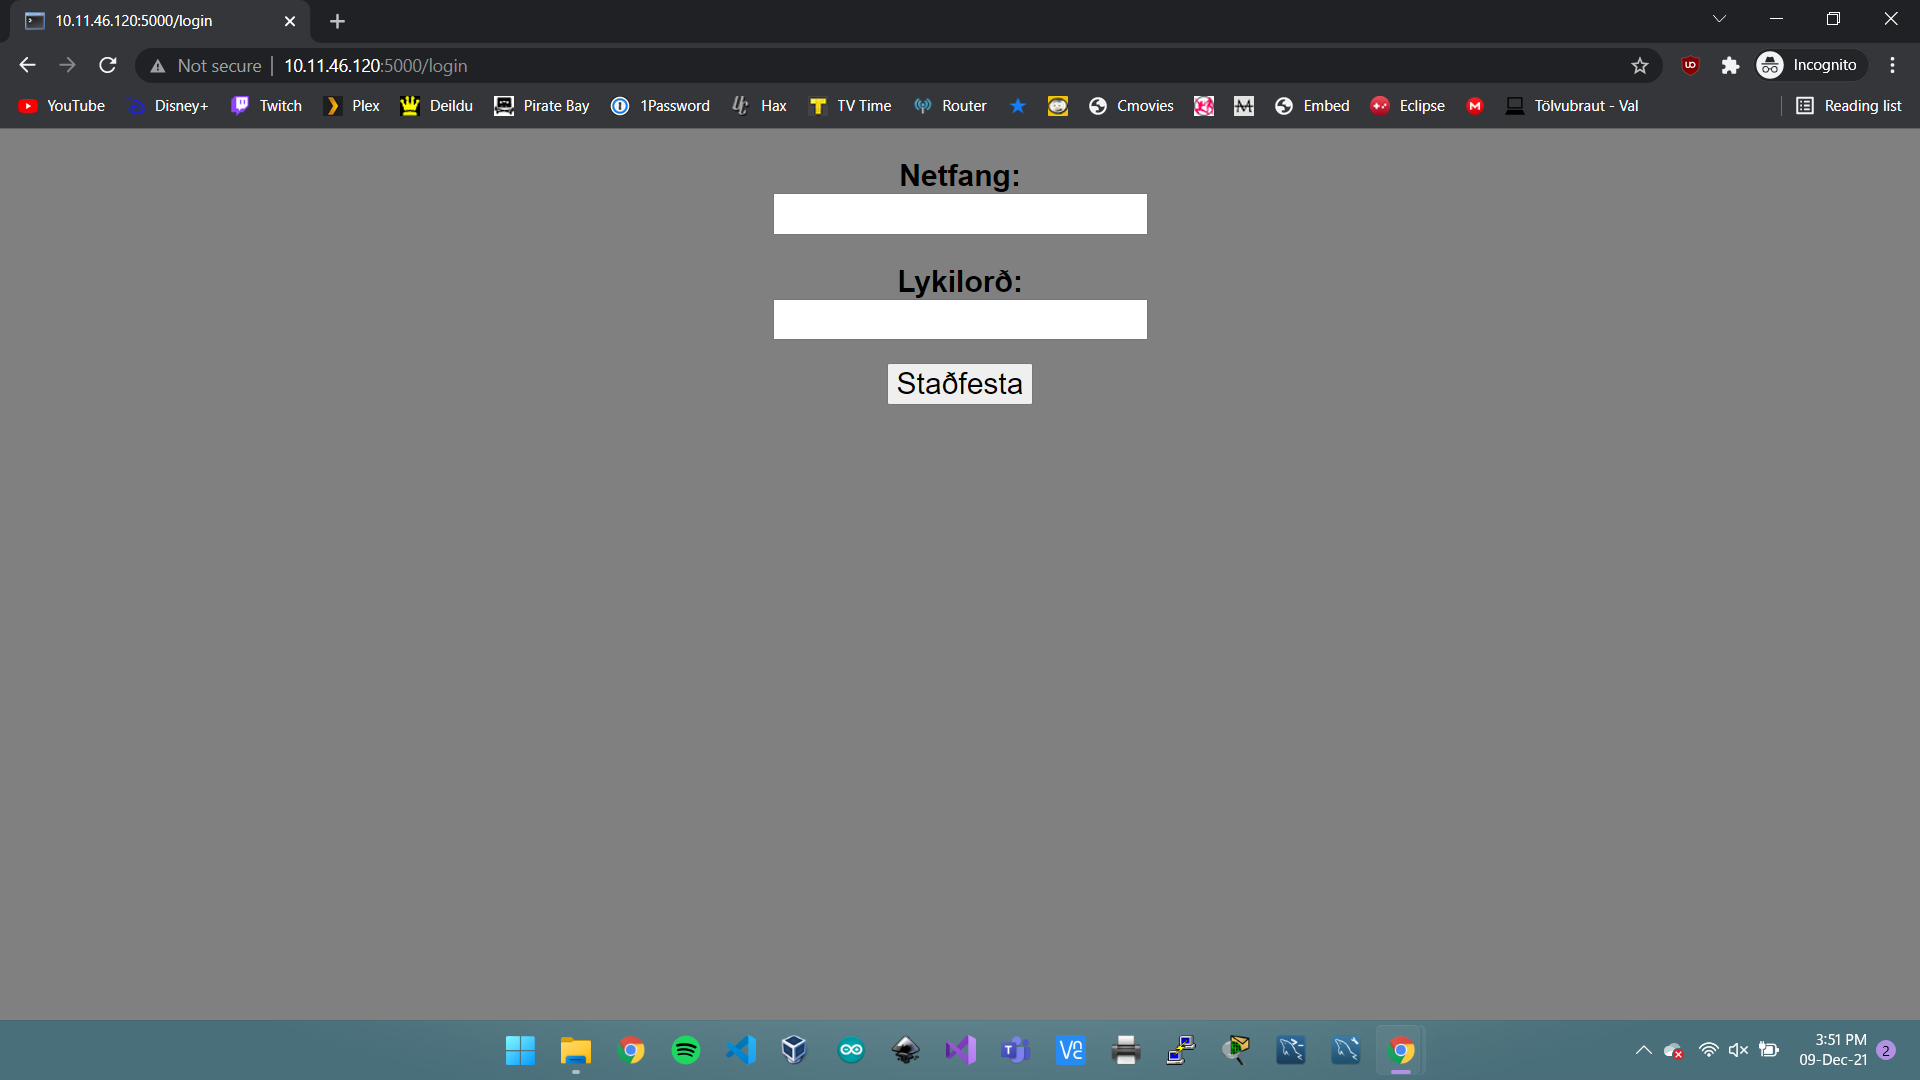 10.11.46.120:5000/login
Not secure | 10.11.46.120:5000/login
Incognito
YouTube Disney+ Twitch Plex Deildu Pirate Bay 1Password Hax TV Time Router Cmovies Embed Eclipse Tölvubraut - Val Reading list
Netfang:
Lykilorð:
Staðfesta
3:51 PM
09-Dec-21
2